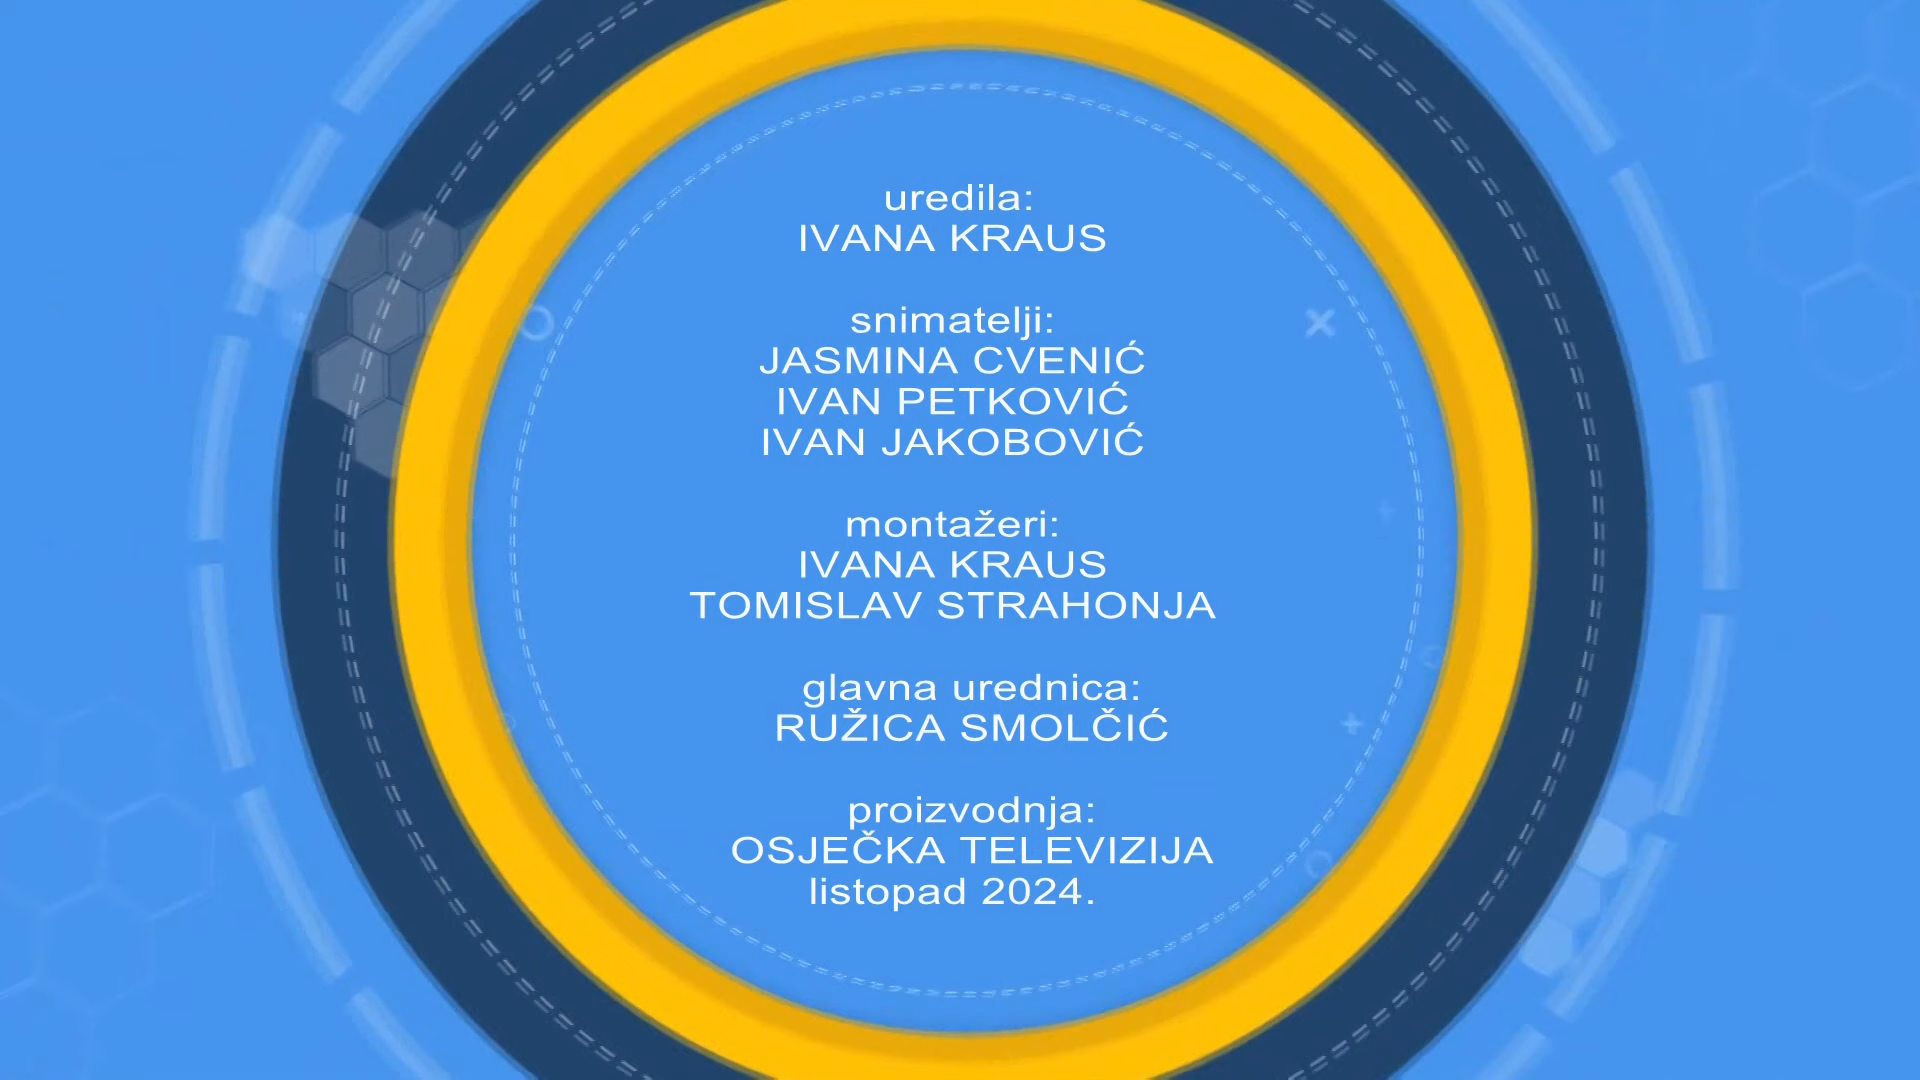 uredila:
IVANA KRAUS
snimatelji:
JASMINA CVENIĆ
IVAN PETKOVIĆ
IVAN JAKOBOVIĆ
montažeri:
IVANA KRAUS
TOMISLAV STRAHONJA
glavna urednica:
RUŽICA SMOLČIĆ
proizvodnja:
OSJEČKA TELEVIZIJA
listopad 2024.